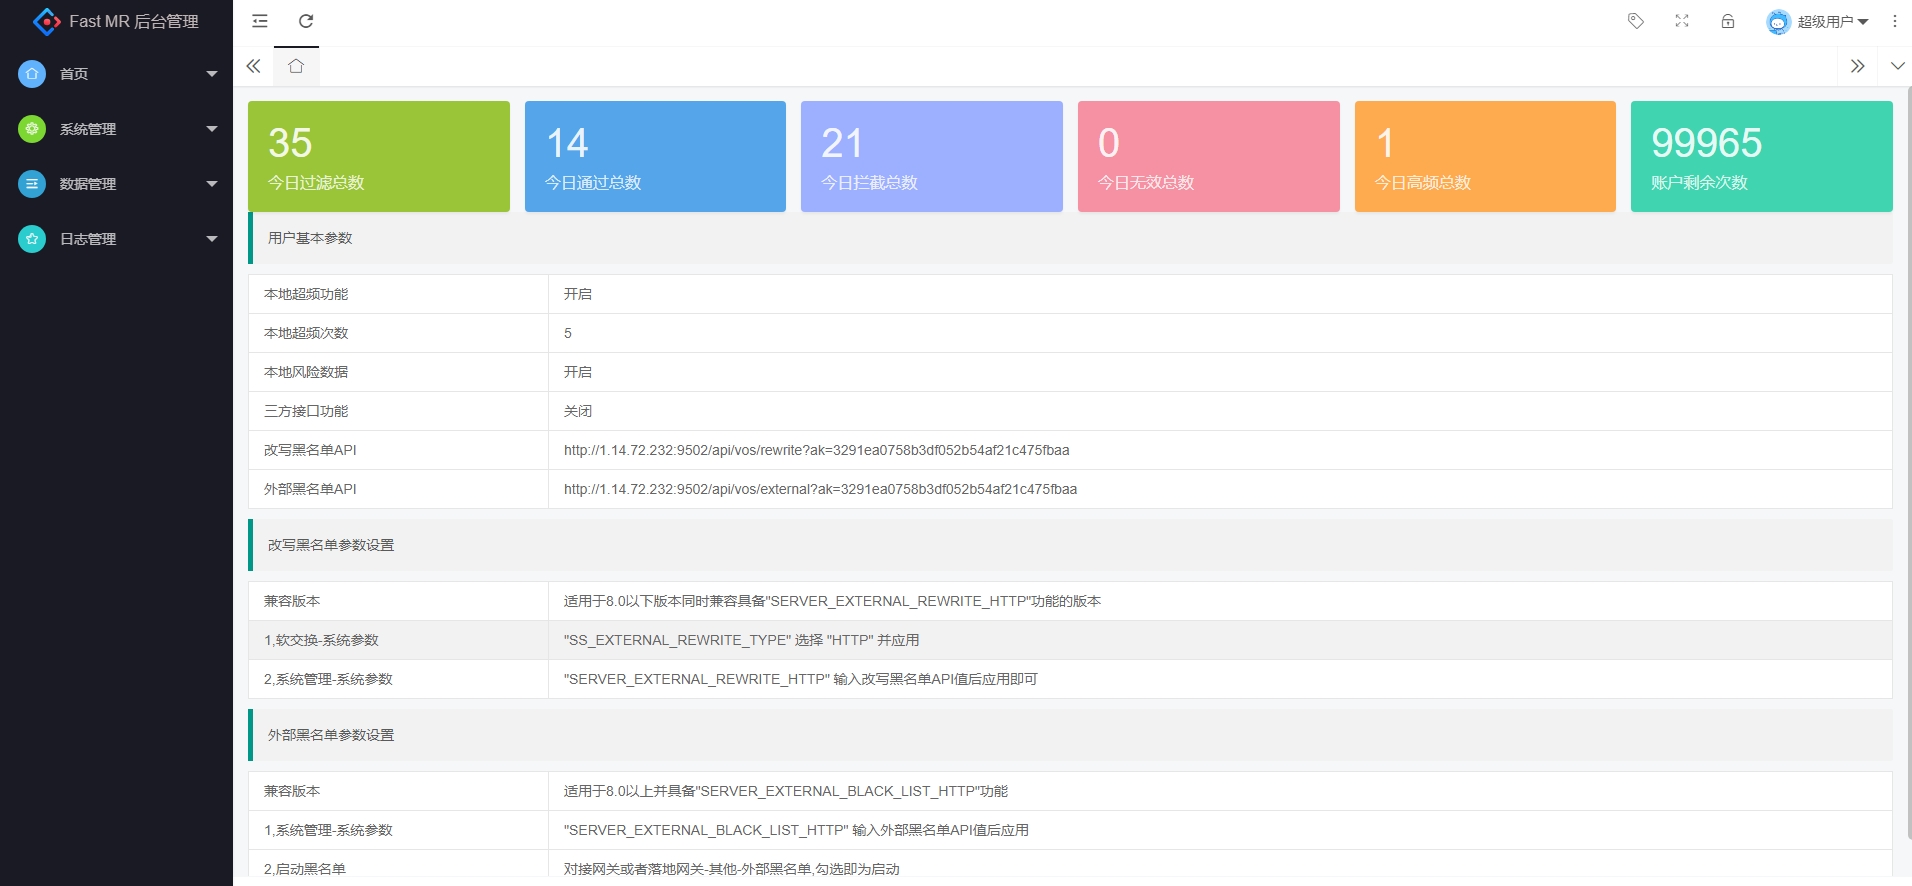 Fast MR 后台管理
超级用户
首页
系统管理
数据管理
日志管理
35
今日过滤总数
14
今日通过总数
21
今日拦截总数
0
今日无效总数
1
今日高频总数
99965
账户剩余次数
用户基本参数
本地超频功能 开启
本地超频次数 5
本地风险数据 开启
三方接口功能 关闭
改写黑名单API http://1.14.72.232:9502/api/vos/rewrite?ak=3291ea0758b3df052b54af21c475fbaa
外部黑名单API http://1.14.72.232:9502/api/vos/external?ak=3291ea0758b3df052b54af21c475fbaa
改写黑名单参数设置
兼容版本 适用于8.0以下版本同时兼容具备"SERVER_EXTERNAL_REWRITE_HTTP"功能的版本
1,软交换-系统参数 "SS_EXTERNAL_REWRITE_TYPE" 选择 "HTTP" 并应用
2,系统管理-系统参数 "SERVER_EXTERNAL_REWRITE_HTTP" 输入改写黑名单API值后应用即可
外部黑名单参数设置
兼容版本 适用于8.0以上并具备"SERVER_EXTERNAL_BLACK_LIST_HTTP"功能
1,系统管理-系统参数 "SERVER_EXTERNAL_BLACK_LIST_HTTP" 输入外部黑名单API值后应用
2,启动黑名单 对接网关或者落地网关-其他-外部黑名单,勾选即为启动